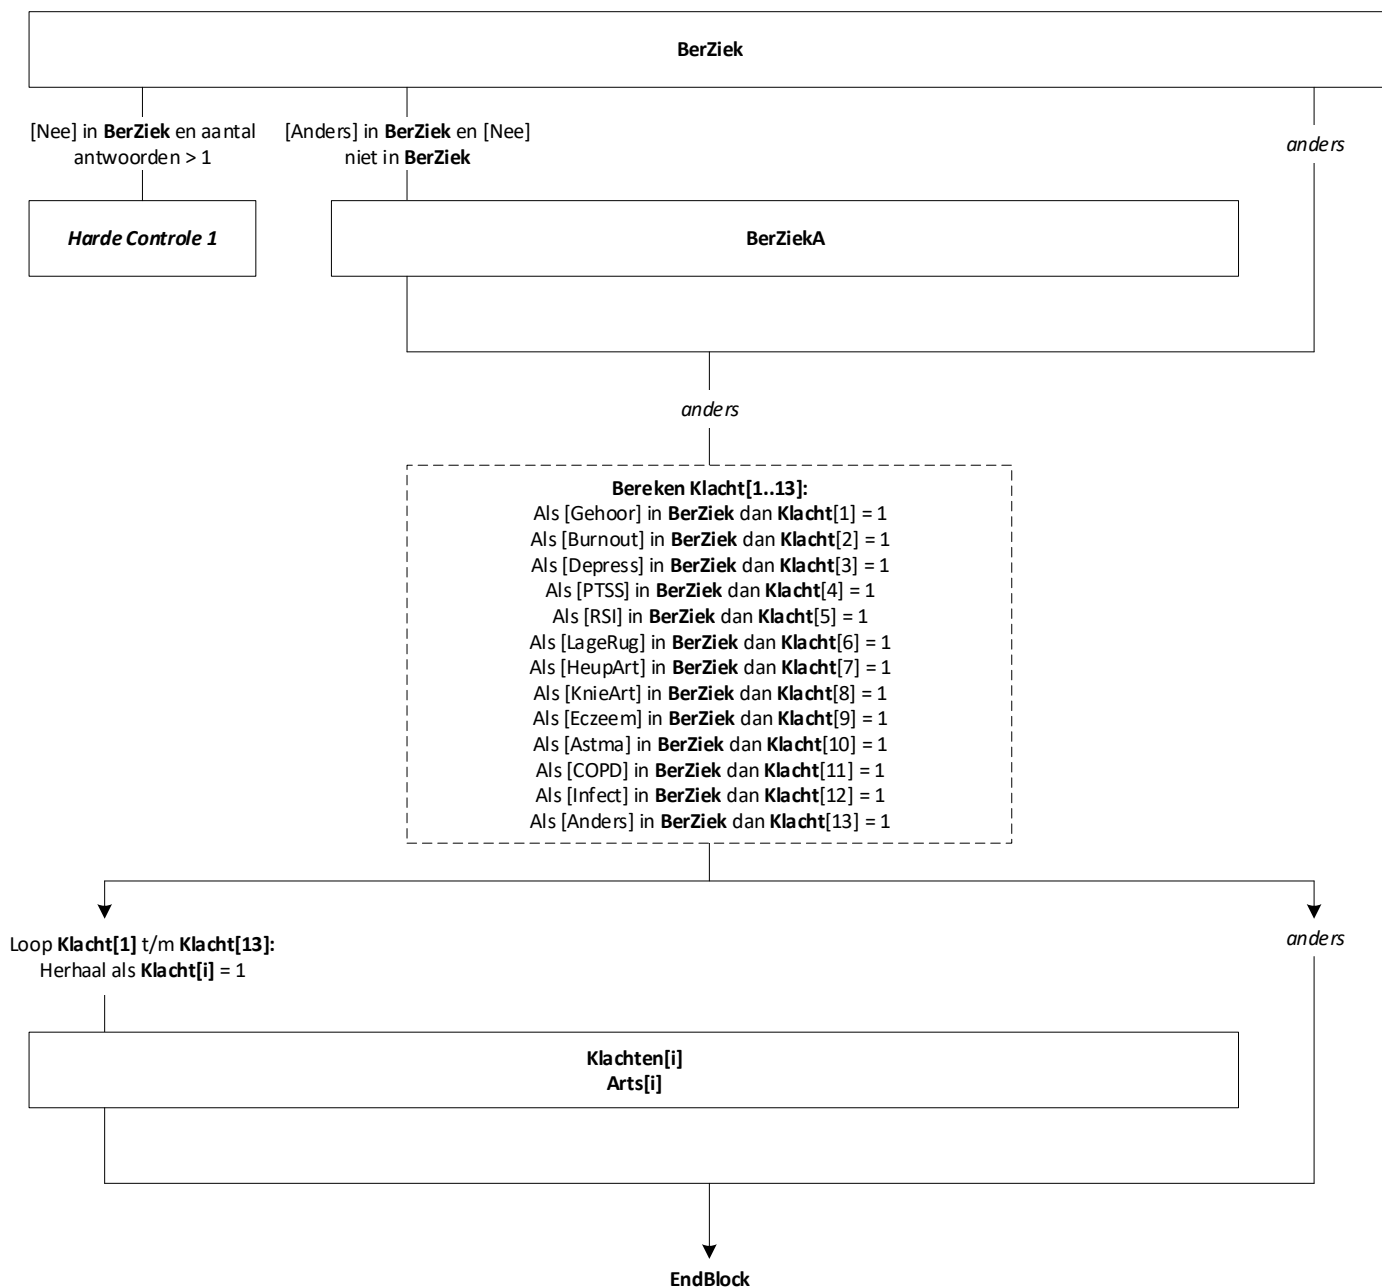 BerZiek
[Nee] in BerZiek en aantal
antwoorden > 1
[Anders] in BerZiek en [Nee]
niet in BerZiek
anders
Harde Controle 1
BerZiekA
anders
Bereken Klacht[1..13]:
Als [Gehoor] in BerZiek dan Klacht[1] = 1
Als [Burnout] in BerZiek dan Klacht[2] = 1
Als [Depress] in BerZiek dan Klacht[3] = 1
Als [PTSS] in BerZiek dan Klacht[4] = 1
Als [RSI] in BerZiek dan Klacht[5] = 1
Als [LageRug] in BerZiek dan Klacht[6] = 1
Als [HeupArt] in BerZiek dan Klacht[7] = 1
Als [KnieArt] in BerZiek dan Klacht[8] = 1
Als [Eczeem] in BerZiek dan Klacht[9] = 1
Als [Astma] in BerZiek dan Klacht[10] = 1
Als [COPD] in BerZiek dan Klacht[11] = 1
Als [Infect] in BerZiek dan Klacht[12] = 1
Als [Anders] in BerZiek dan Klacht[13] = 1
Loop Klacht[1] t/m Klacht[13]:
Herhaal als Klacht[i] = 1
anders
Klachten[i]
Arts[i]
EndBlock